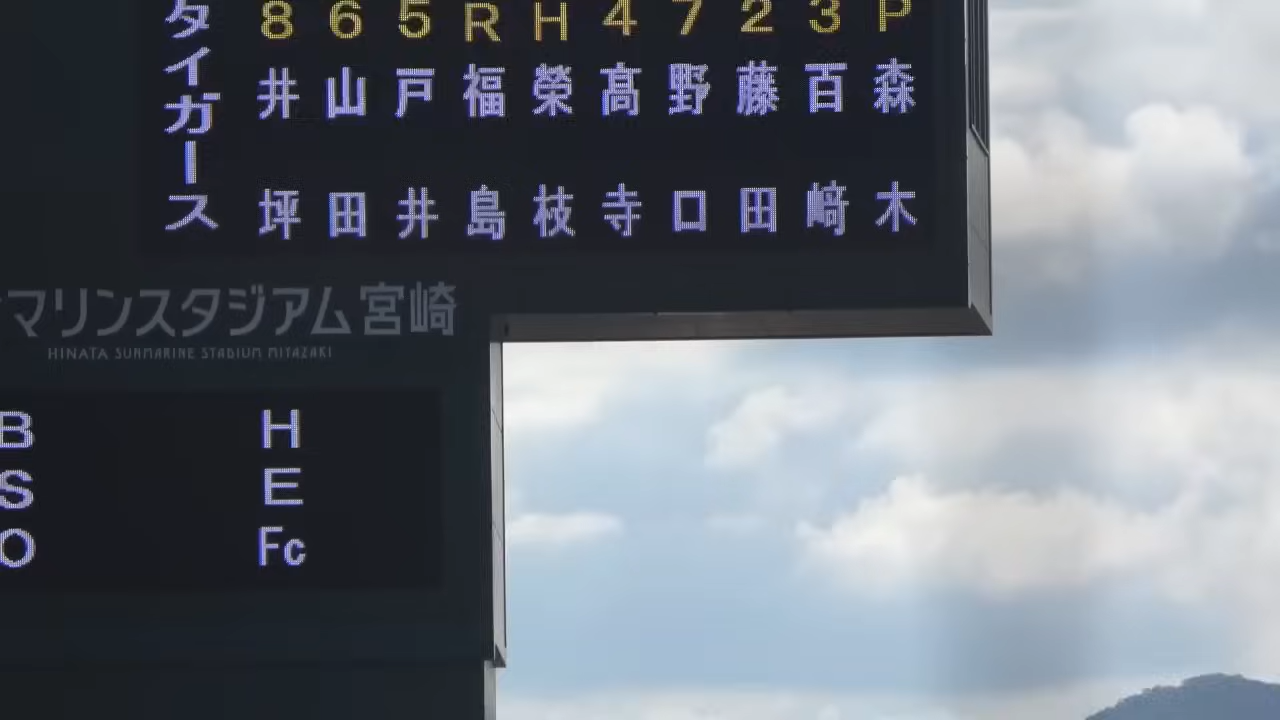 タイガース
8 6 5 R H 4 7 2 3 P
井坪
山田
戸井
福島
榮枝
髙寺
野口
藤田
百﨑
森木
マリンスタジアム宮崎
HINATA SUNMARINE STADIUM MIYAZAKI
B H
S E
O Fc